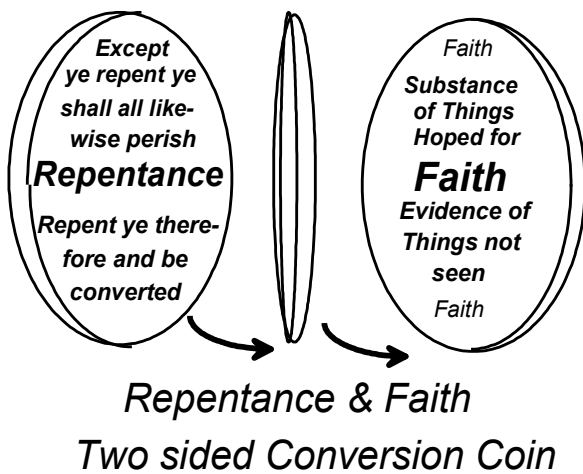 Except
ye repent ye
shall all like-
wise perish
Repentance
Repent ye there-
fore and be
converted
Faith
Substance
of Things
Hoped for
Faith
Evidence of
Things not
seen
Faith
Repentance & Faith
Two sided Conversion Coin